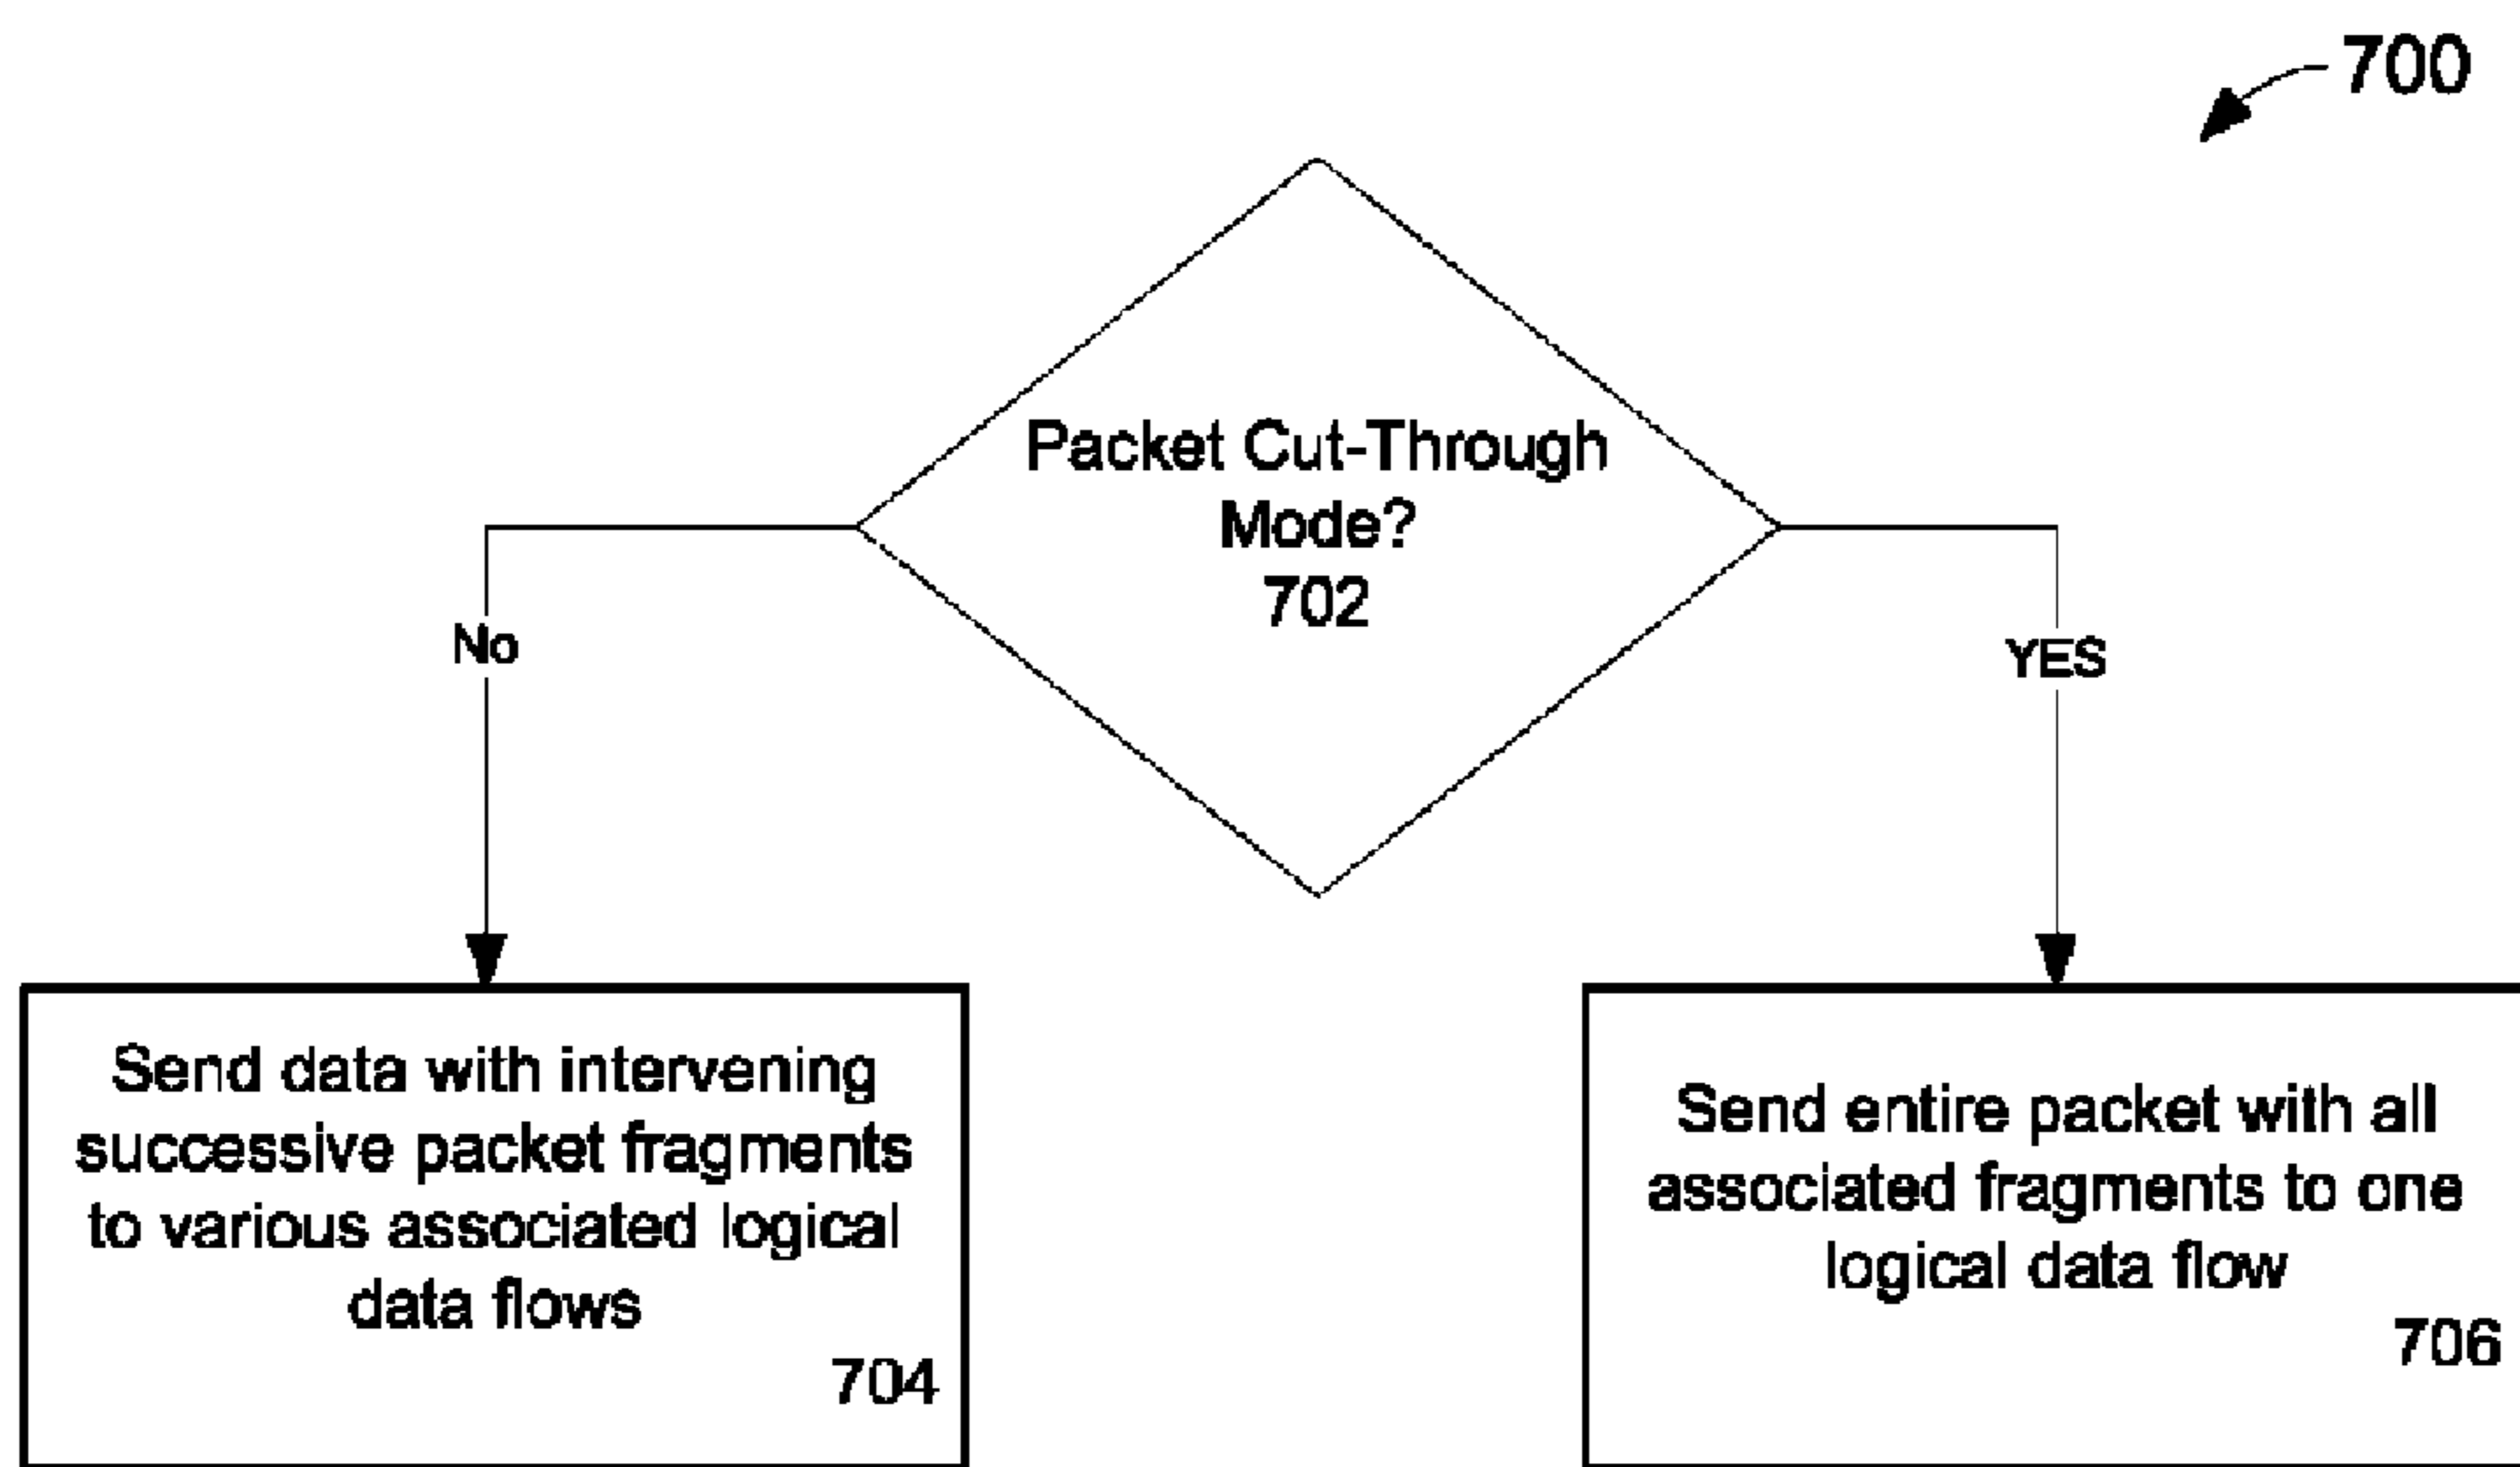 700
Packet Cut-Through
Mode?
702
No
YES
Send data with intervening
successive packet fragments
to various associated logical
data flows
704
Send entire packet with all
associated fragments to one
logical data flow
706